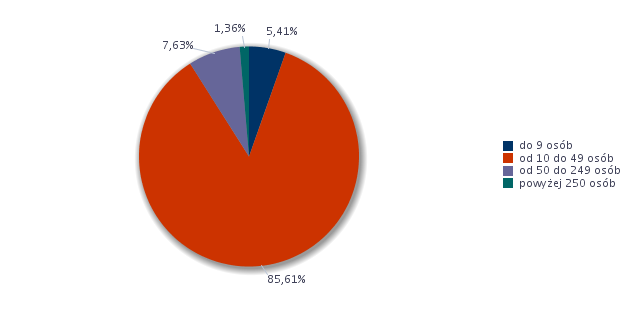 1,36%
5,41%
7,63%
85,61%
do 9 osób
od 10 do 49 osób
od 50 do 249 osób
powyżej 250 osób